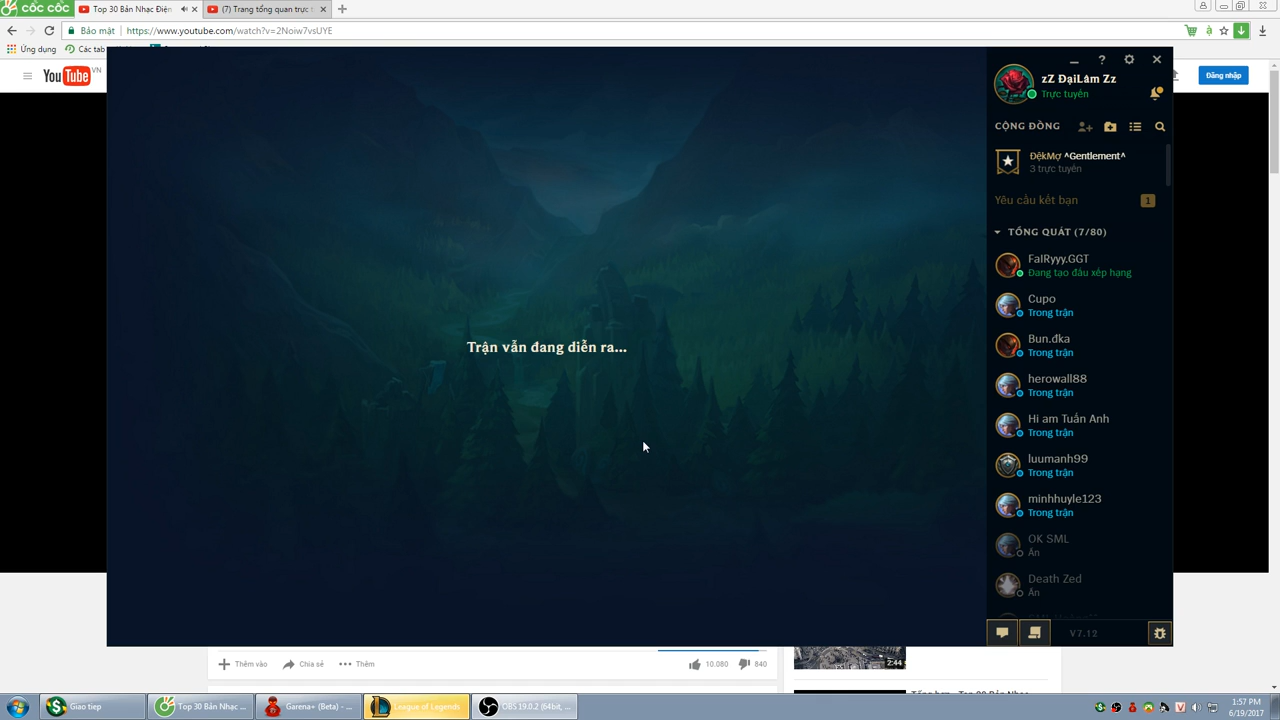 cốc cốc
Top 30 Bản Nhạc Điện
(7) Trang tổng quan trực t
Bảo mật
https://www.youtube.com/watch?v=2Noiw7vsUYE
Ứng dụng
Các tab
YouTube VN
Đăng nhập
zZ ĐạiLâm Zz
Trực tuyến
CỘNG ĐỒNG
ĐệkMợ ^Gentlement^
3 trực tuyến
Yêu cầu kết bạn
1
TỔNG QUÁT (7/80)
FaIRyyy.GGT
Đang tạo đấu xếp hạng
Cupo
Trong trận
Bun.đka
Trong trận
herowall88
Trong trận
Hi am Tuấn Anh
Trong trận
luumanh99
Trong trận
minhhuyle123
Trong trận
OK SML
Ẩn
Death Zed
Ẩn
Trận vẫn đang diễn ra...
V7.12
Thêm vào
Chia sẻ
Thêm
10.080
840
2:44
Giao tiep
Top 30 Bản Nhạc ...
Garena+ (Beta) - ...
League of Legends
OBS 19.0.2 (64bit, ...
1:57 PM
6/19/2017